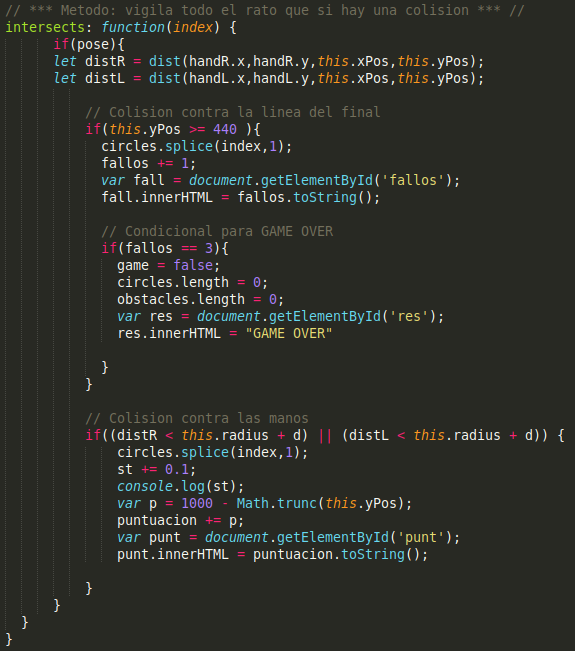 // *** Metodo: vigila todo el rato que si hay una colision *** //
intersects: function(index) {
if(pose){
let distR = dist(handR.x,handR.y,this.xPos,this.yPos);
let distL = dist(handL.x,handL.y,this.xPos,this.yPos);
// Colision contra la linea del final
if(this.yPos >= 440 ){
circles.splice(index,1);
fallos += 1;
var fall = document.getElementById('fallos');
fall.innerHTML = fallos.toString();
// Condicional para GAME OVER
if(fallos == 3){
game = false;
circles.length = 0;
obstacles.length = 0;
var res = document.getElementById('res');
res.innerHTML = "GAME OVER"
}
}
// Colision contra las manos
if((distR < this.radius + d) || (distL < this.radius + d)) {
circles.splice(index,1);
st += 0.1;
console.log(st);
var p = 1000 - Math.trunc(this.yPos);
puntuacion += p;
var punt = document.getElementById('punt');
punt.innerHTML = puntuacion.toString();
}
}
}
}